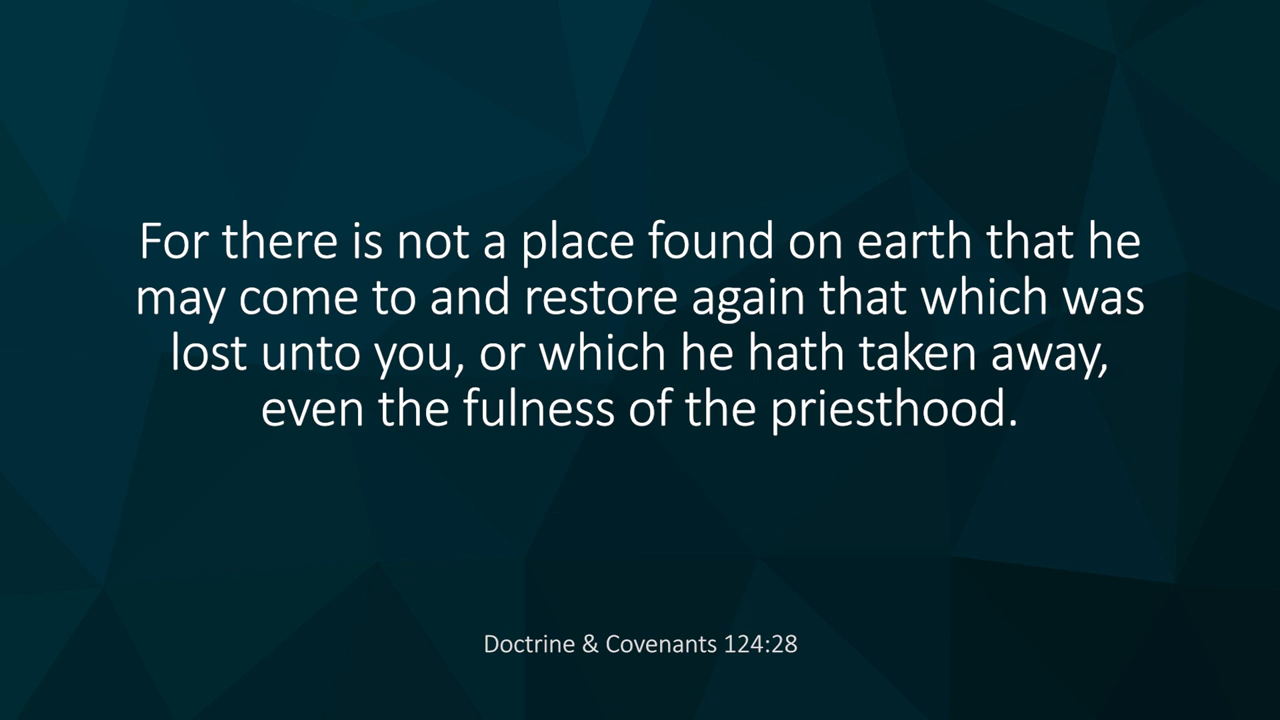 For there is not a place found on earth that he
may come to and restore again that which was
lost unto you, or which he hath taken away,
even the fulness of the priesthood.
Doctrine & Covenants 124:28